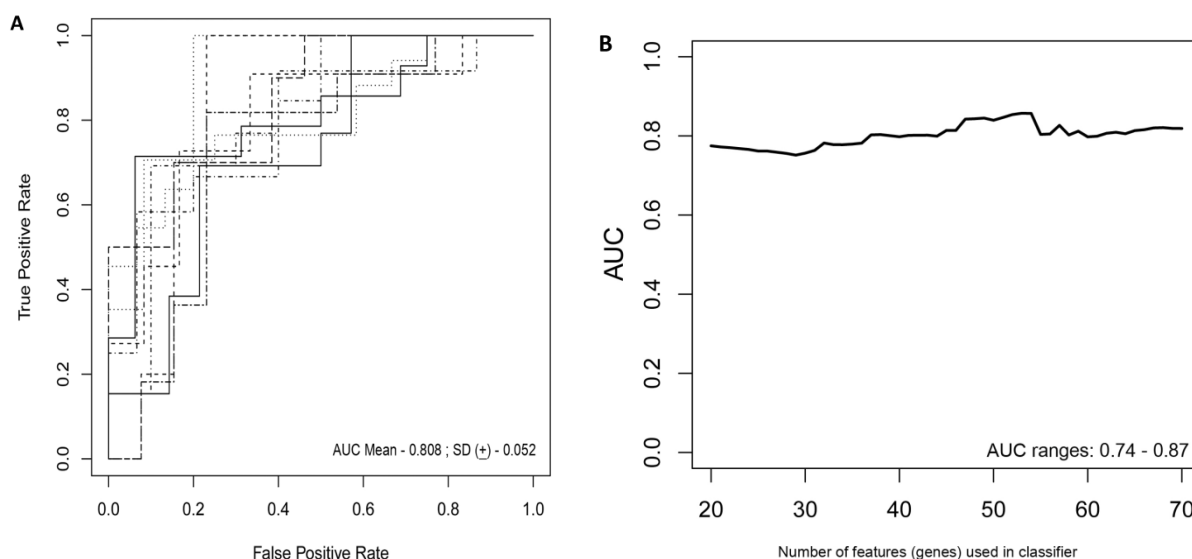 A
True Positive Rate
1.0
0.8
0.6
0.4
0.2
0.0
AUC Mean - 0.808 ; SD (+) - 0.052
0.0 0.2 0.4 0.6 0.8 1.0
False Positive Rate
B
AUC
1.0
0.8
0.6
0.4
0.2
0.0
AUC ranges: 0.74 - 0.87
20 30 40 50 60 70
Number of features (genes) used in classifier